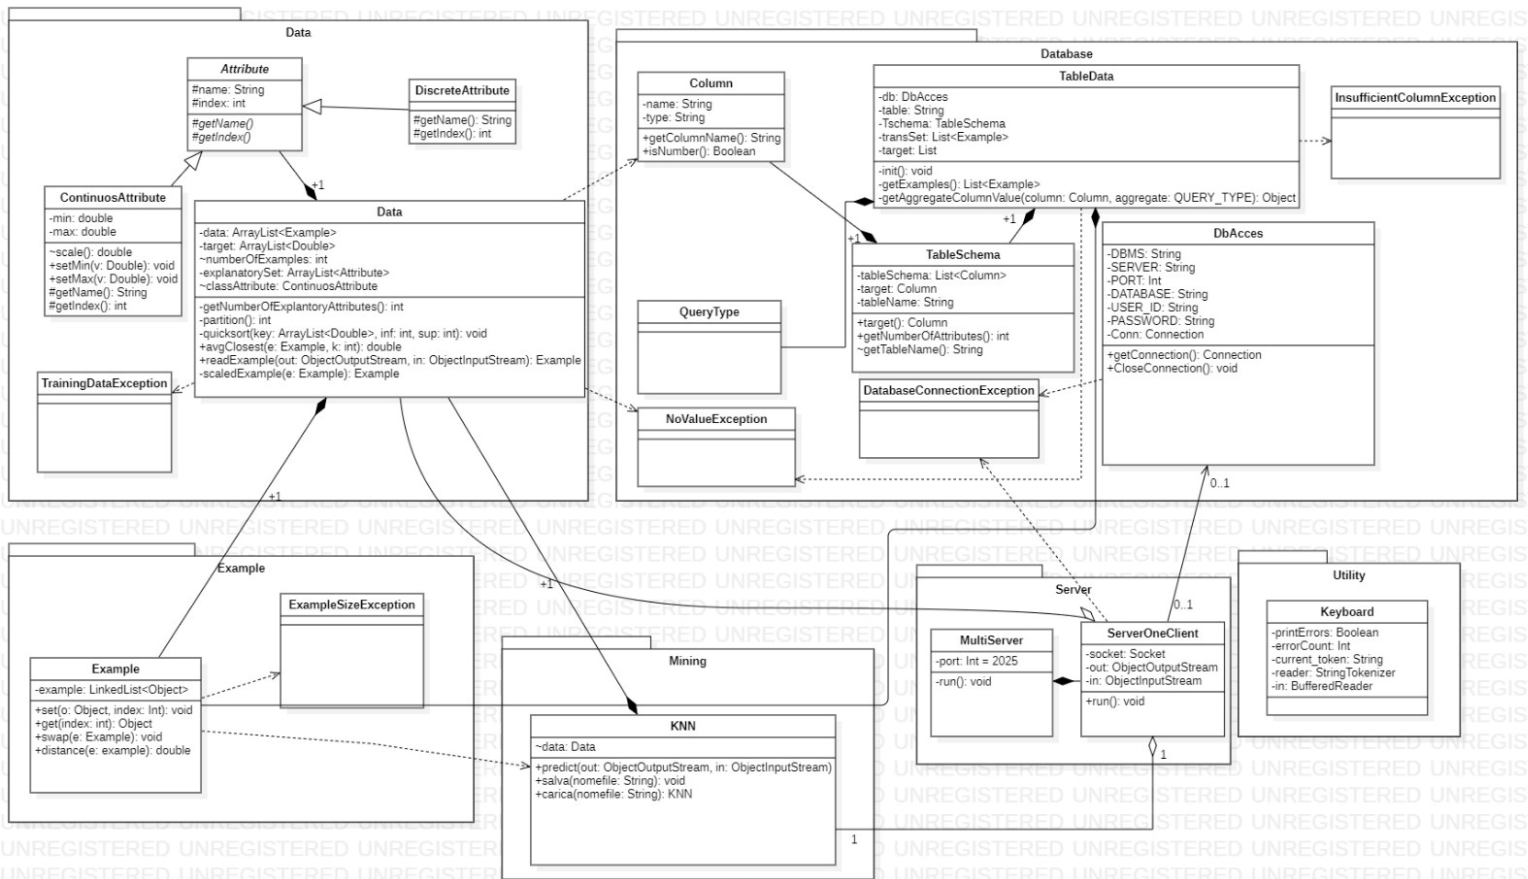 UNREGISTERED UNREGISTERED UNREGISTERED UNREGISTERED UNREGISTERED UNREGISTERED
Data
Attribute
#name: String
#index: int
#getName()
#getIndex()
DiscreteAttribute
#getName(): String
#getIndex(): int
+1
ContinuosAttribute
-min: double
-max: double
~scale(): double
+setMin(v: Double): void
+setMax(v: Double): void
#getName(): String
#getIndex(): int
Data
-data: ArrayList<Example>
-target: ArrayList<Double>
~numberOfExamples: int
-explanatorySet: ArrayList<Attribute>
~classAttribute: ContinuosAttribute
-getNumberOfExplantoryAttributes(): int
-partition(): int
-quicksort(key: ArrayList<Double>, inf: int, sup: int): void
+avgClosest(e: Example, k: int): double
+readExample(out: ObjectOutputStream, in: ObjectInputStream): Example
-scaledExample(e: Example): Example
TrainingDataException
+1
Database
Column
-name: String
-type: String
+getColumnName(): String
+isNumber(): Boolean
TableData
-db: DbAcces
-table: String
-Tschema: TableSchema
-transSet: List<Example>
-target: List
-init(): void
-getExamples(): List<Example>
-getAggregateColumnValue(column: Column, aggregate: QUERY_TYPE): Object
InsufficientColumnException
+1
+1
TableSchema
-tableSchema: List<Column>
-target: Column
-tableName: String
+target(): Column
+getNumberOfAttributes(): int
~getTableName(): String
DbAcces
-DBMS: String
-SERVER: String
-PORT: Int
-DATABASE: String
-USER_ID: String
-PASSWORD: String
-Conn: Connection
+getConnection(): Connection
+CloseConnection(): void
QueryType
DatabaseConnectionException
NoValueException
0..1
Example
ExampleSizeException
Example
-example: LinkedList<Object>
+set(o: Object, index: Int): void
+get(index: int): Object
+swap(e: Example): void
+distance(e: example): double
+1
Mining
KNN
~data: Data
+predict(out: ObjectOutputStream, in: ObjectInputStream)
+salva(nomefile: String): void
+carica(nomefile: String): KNN
1
Server
0..1
MultiServer
-port: Int = 2025
-run(): void
ServerOneClient
-socket: Socket
-out: ObjectOutputStream
-in: ObjectInputStream
+run(): void
1
Utility
Keyboard
-printErrors: Boolean
-errorCount: Int
-current_token: String
-reader: StringTokenizer
-in: BufferedReader